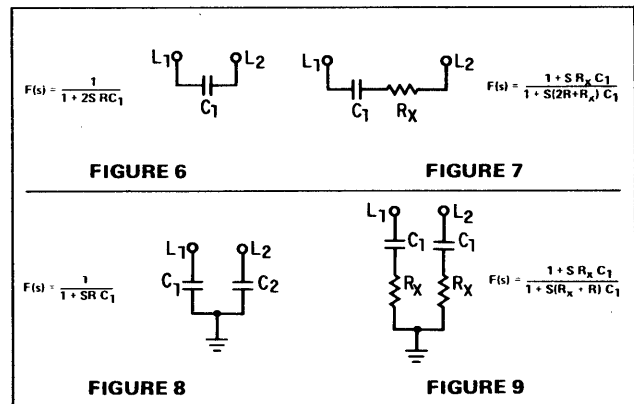 L1 L2
F(s) = 1 / 1 + 2S RC1
C1
FIGURE 6
L1 L2
C1 RX
F(s) = 1 + S RX C1 / 1 + S(2R+RX) C1
FIGURE 7
L1 L2
F(s) = 1 / 1 + SR C1
C1 C2
FIGURE 8
L1 L2
C1 C1
RX RX
F(s) = 1 + S RX C1 / 1 + S(RX + R) C1
FIGURE 9